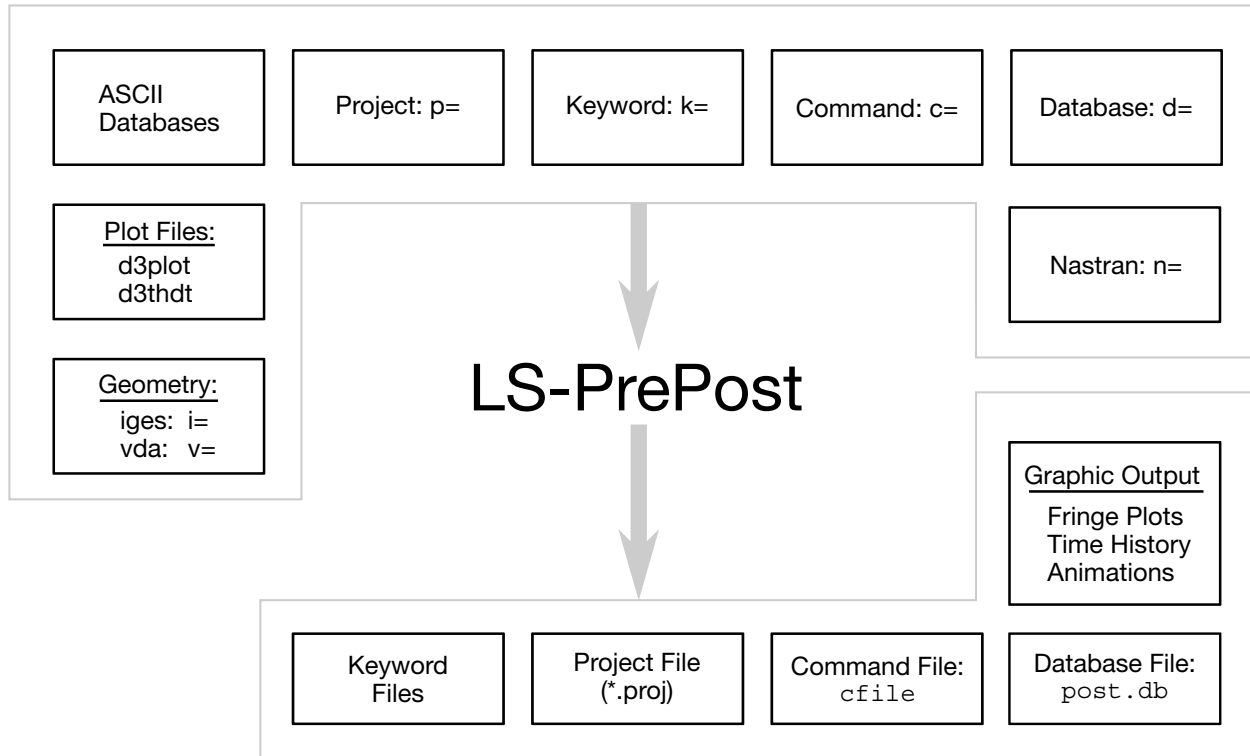 ASCII
Databases
Project: p=
Keyword: k=
Command: c=
Database: d=
Plot Files:
d3plot
d3thdt
Nastran: n=
Geometry:
iges: i=
vda: v=
LS-PrePost
Graphic Output
Fringe Plots
Time History
Animations
Keyword
Files
Project File
(*.proj)
Command File:
cfile
Database File:
post.db